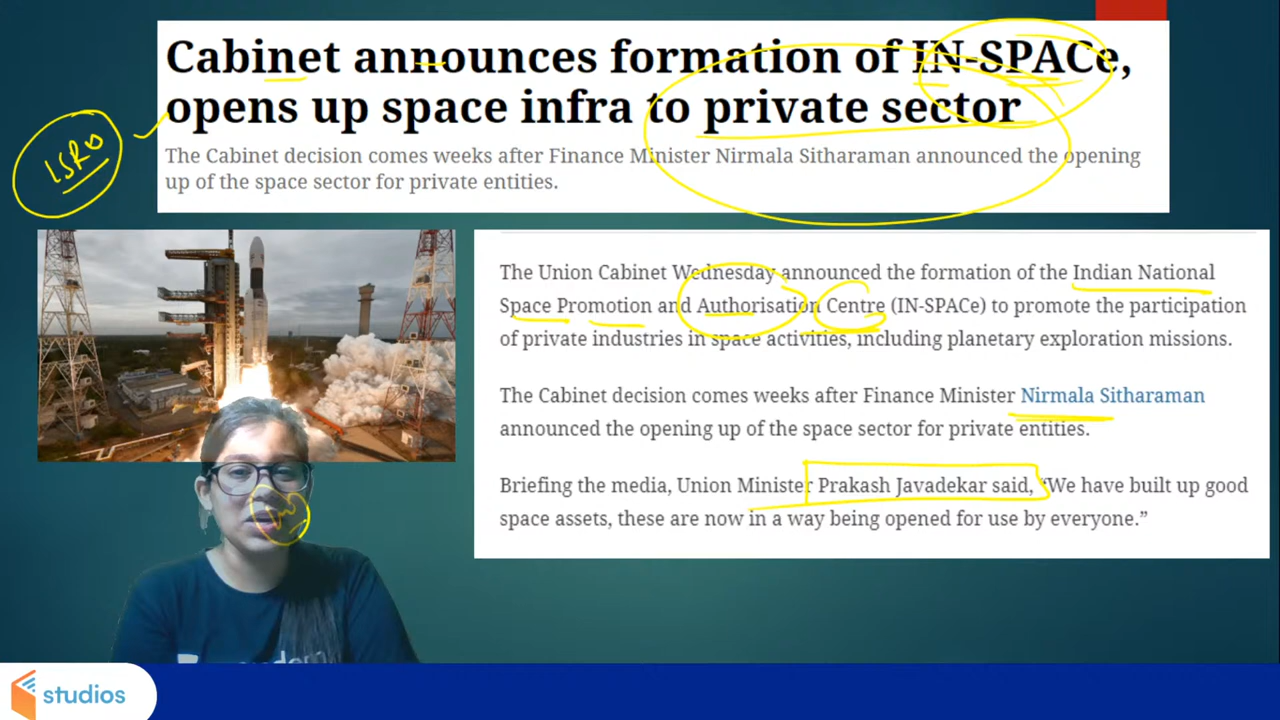 Cabinet announces formation of IN-SPACe,
opens up space infra to private sector
ISRO
The Cabinet decision comes weeks after Finance Minister Nirmala Sitharaman announced the opening
up of the space sector for private entities.
The Union Cabinet Wednesday announced the formation of the Indian National
Space Promotion and Authorisation Centre (IN-SPACe) to promote the participation
of private industries in space activities, including planetary exploration missions.
The Cabinet decision comes weeks after Finance Minister Nirmala Sitharaman
announced the opening up of the space sector for private entities.
Briefing the media, Union Minister Prakash Javadekar said, “We have built up good
space assets, these are now in a way being opened for use by everyone.”
studios